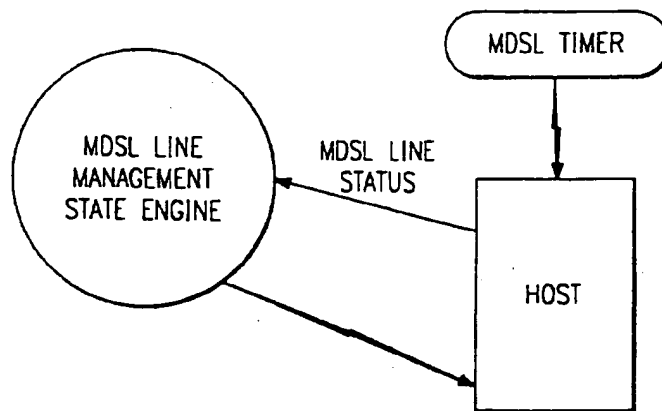 MDSL TIMER
MDSL LINE
MANAGEMENT
STATE ENGINE
MDSL LINE
STATUS
HOST